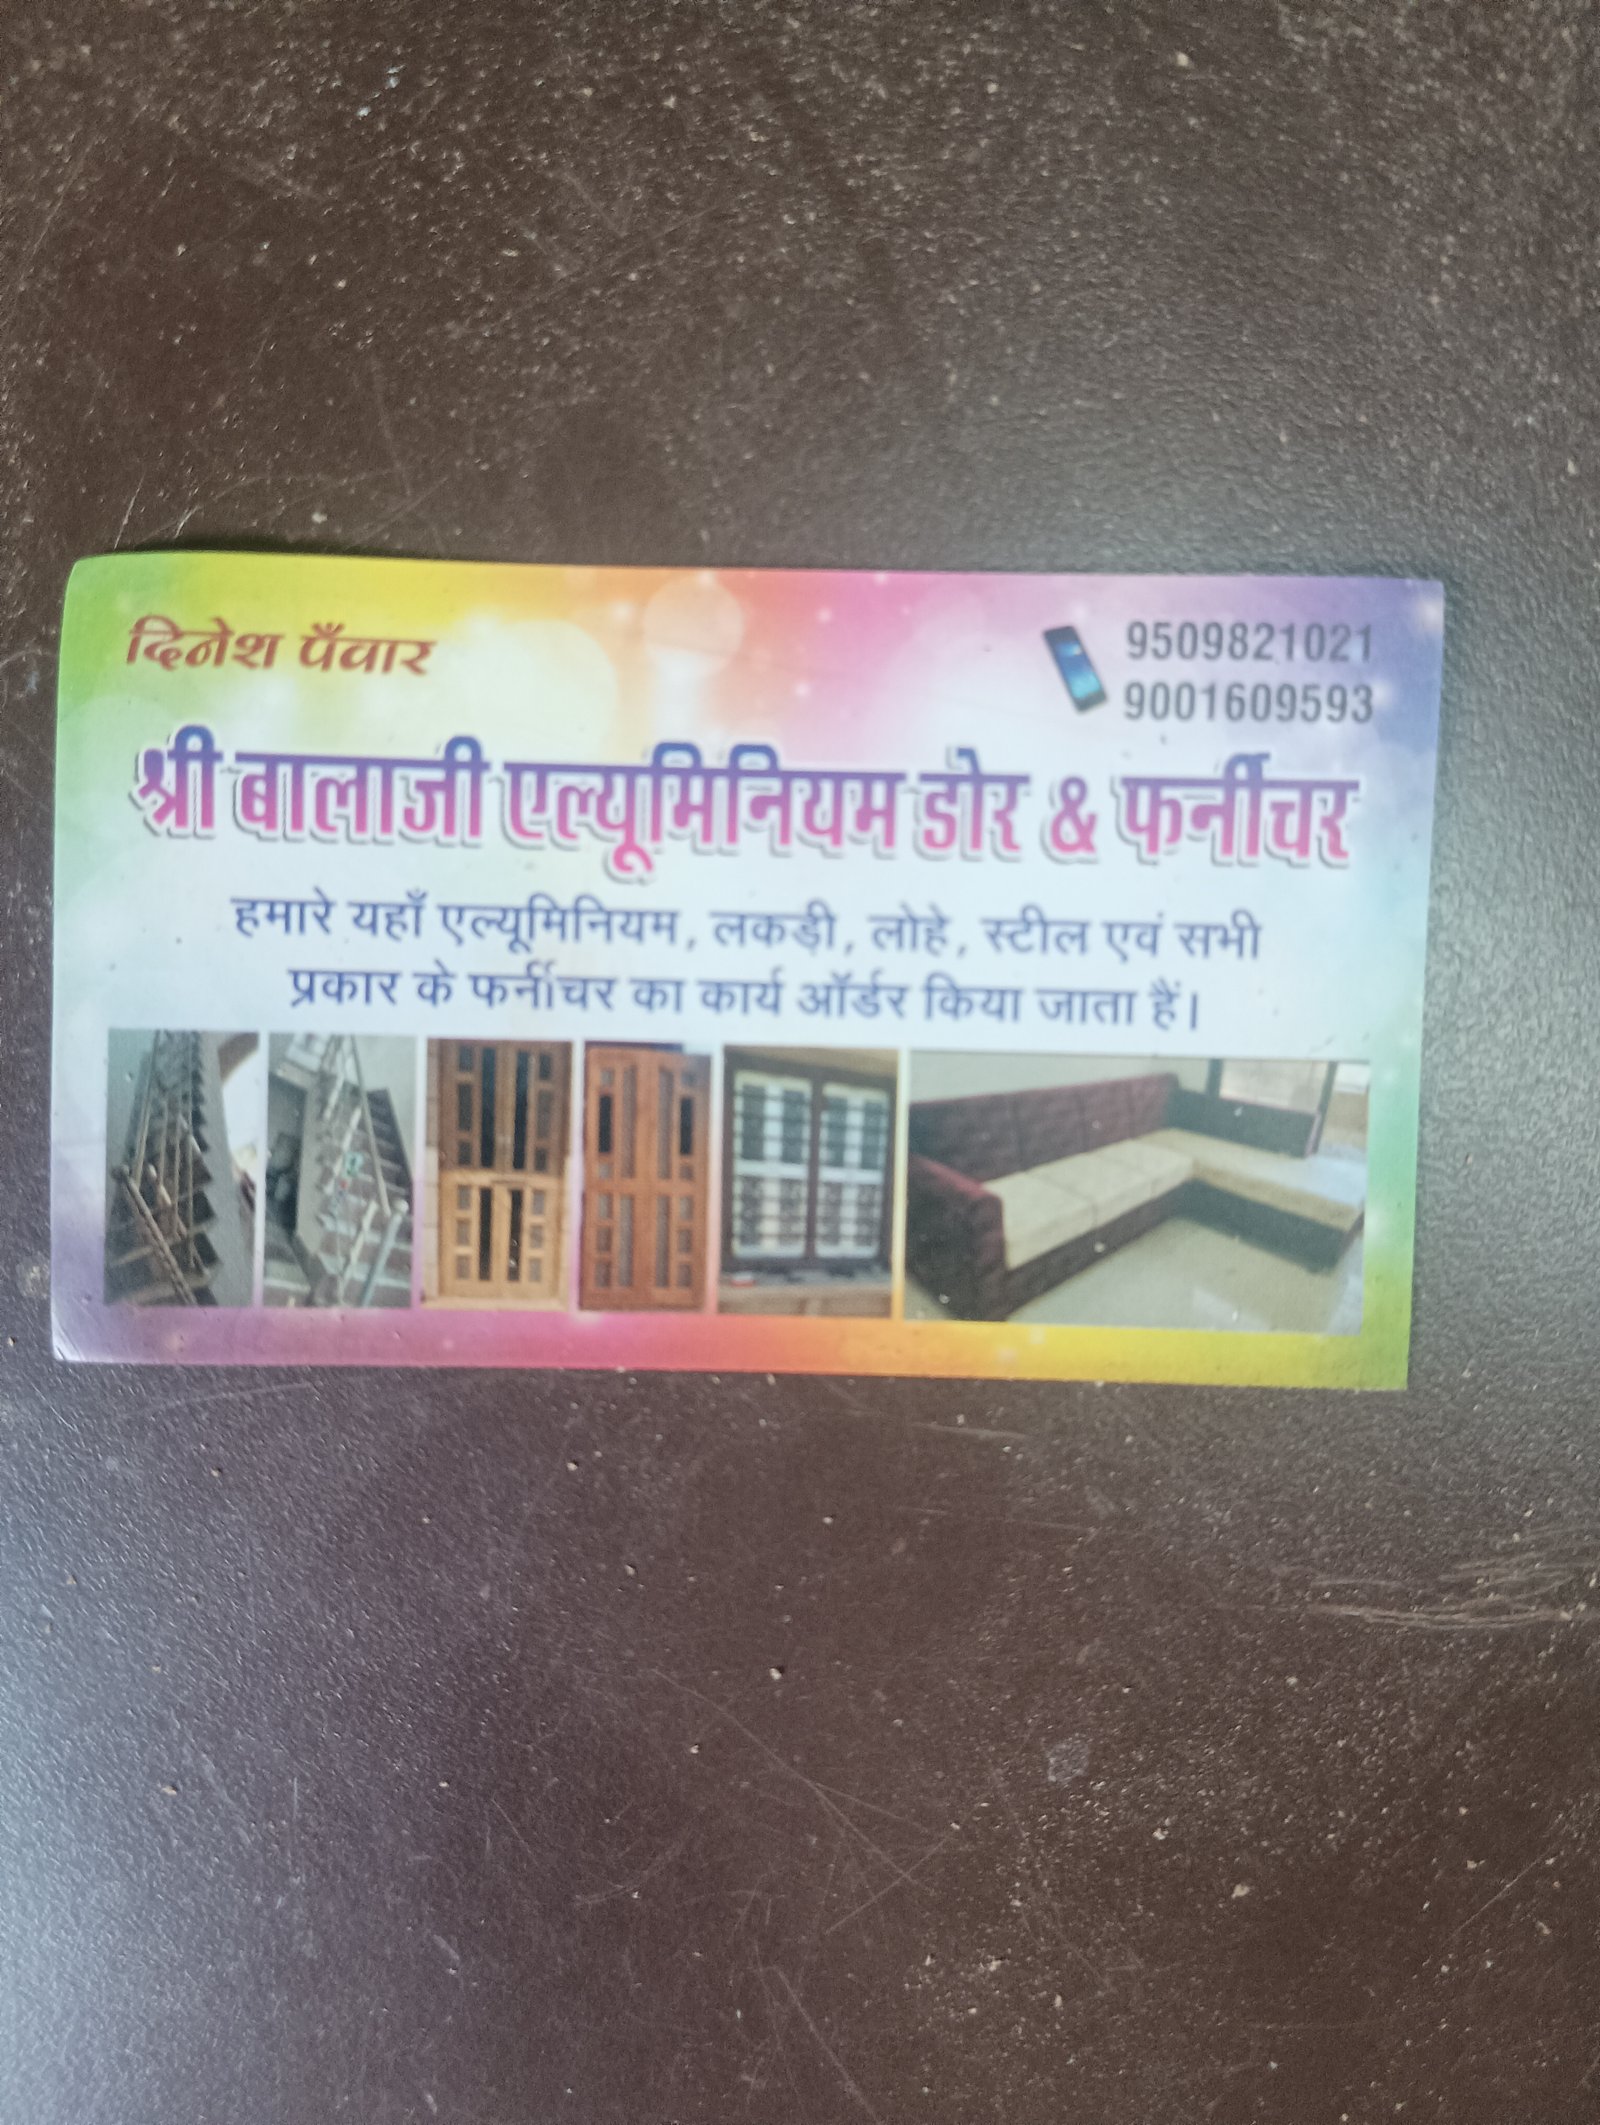 दिनेश पँवार
9509821021
9001609593
श्री बालाजी एल्यूमिनियम डोर & फर्नीचर
हमारे यहाँ एल्यूमिनियम, लकड़ी, लोहे, स्टील एवं सभी
प्रकार के फर्नीचर का कार्य ऑर्डर किया जाता हैं।